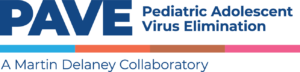 PAVE Pediatric Adolescent
Virus Elimination
A Martin Delaney Collaboratory